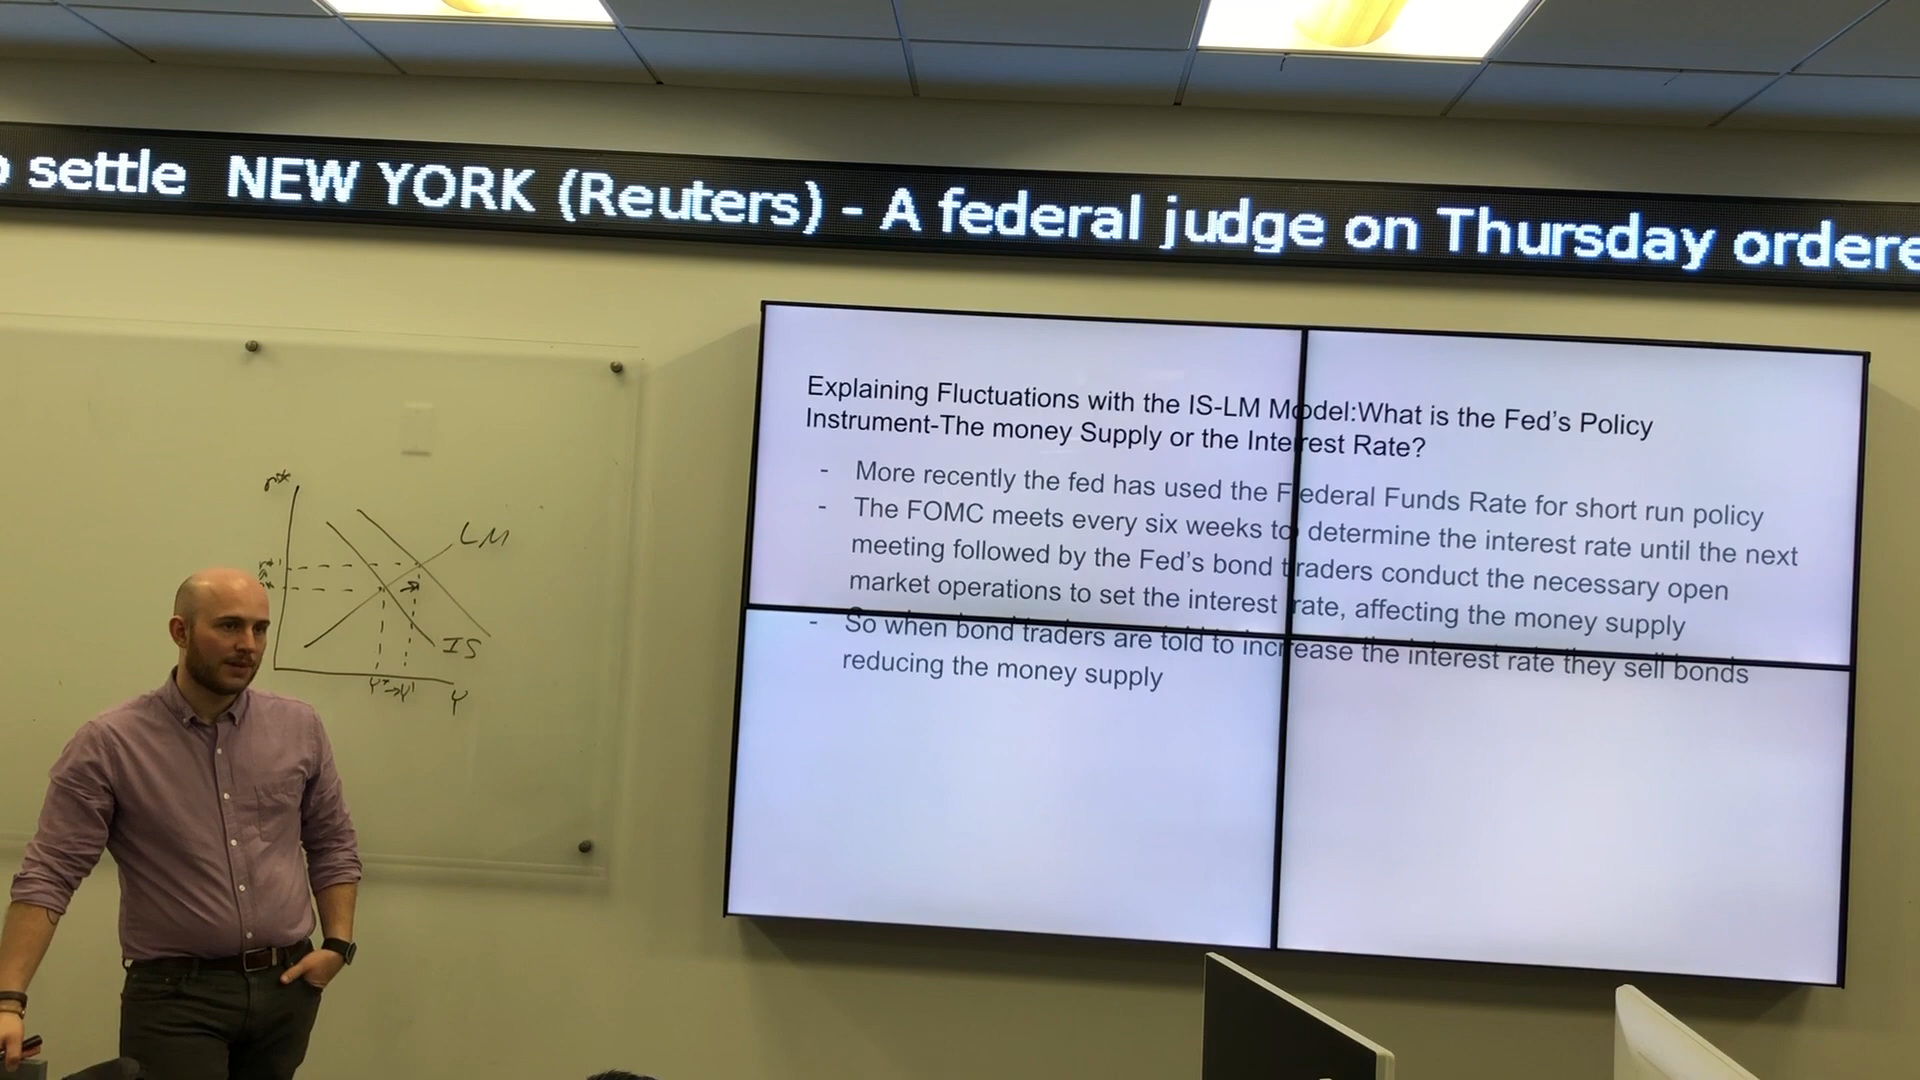 settle NEW YORK (Reuters) - A federal judge on Thursday ordere
Explaining Fluctuations with the IS-LM Model:What is the Fed's Policy
Instrument-The money Supply or the Interest Rate?
- More recently the fed has used the Federal Funds Rate for short run policy
- The FOMC meets every six weeks to determine the interest rate until the next
meeting followed by the Fed's bond traders conduct the necessary open
market operations to set the interest rate, affecting the money supply
- So when bond traders are told to increase the interest rate they sell bonds
reducing the money supply
LM
IS
Y*→Y'
Y